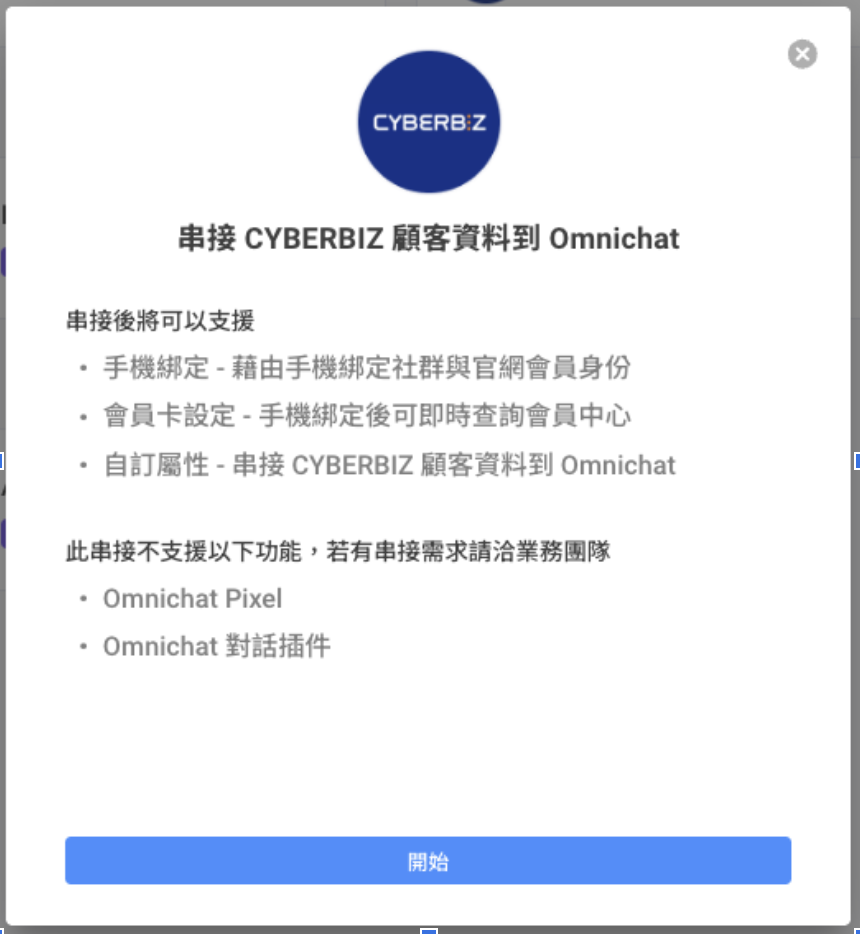 CYBERBIZ
串接 CYBERBIZ 顧客資料到 Omnichat
串接後將可以支援
• 手機綁定 - 藉由手機綁定社群與官網會員身份
• 會員卡設定 - 手機綁定後可即時查詢會員中心
• 自訂屬性 - 串接 CYBERBIZ 顧客資料到 Omnichat
此串接不支援以下功能，若有串接需求請洽業務團隊
• Omnichat Pixel
• Omnichat 對話插件
開始